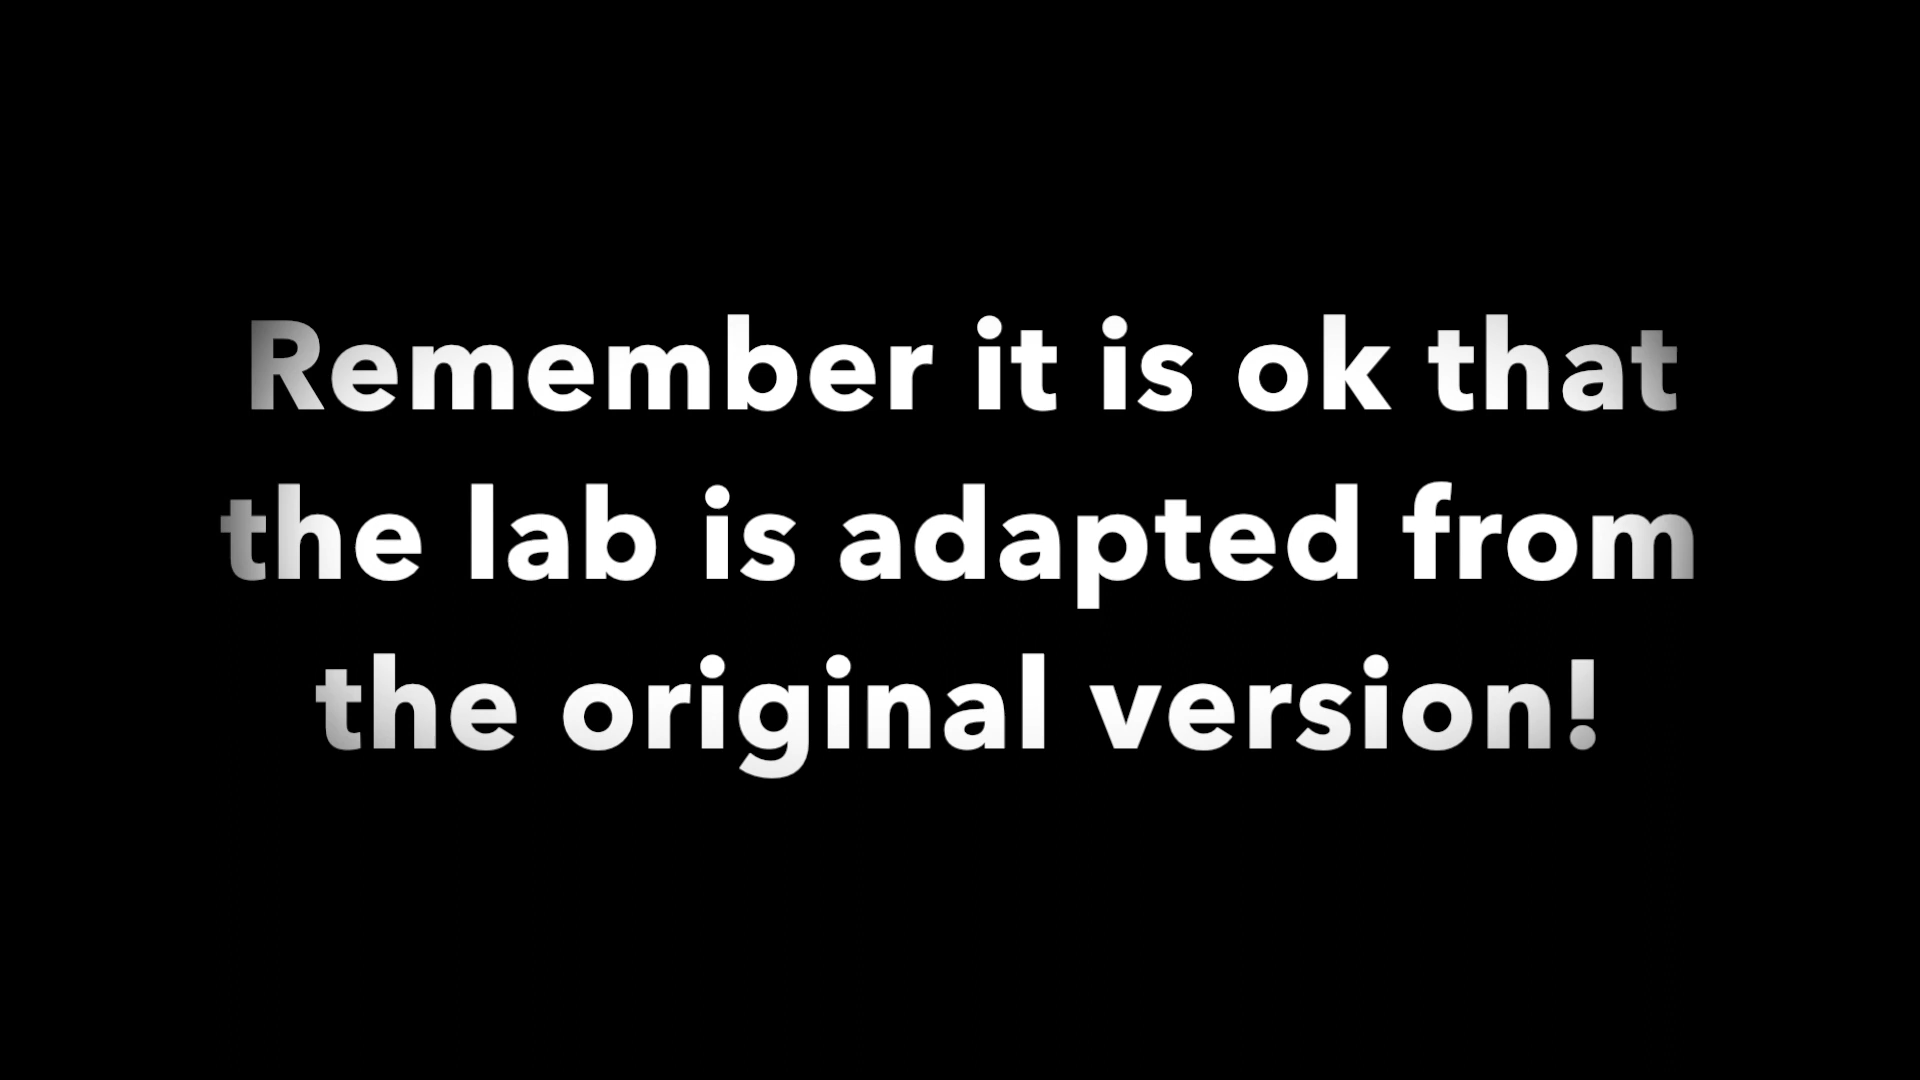 Remember it is ok that
the lab is adapted from
the original version!